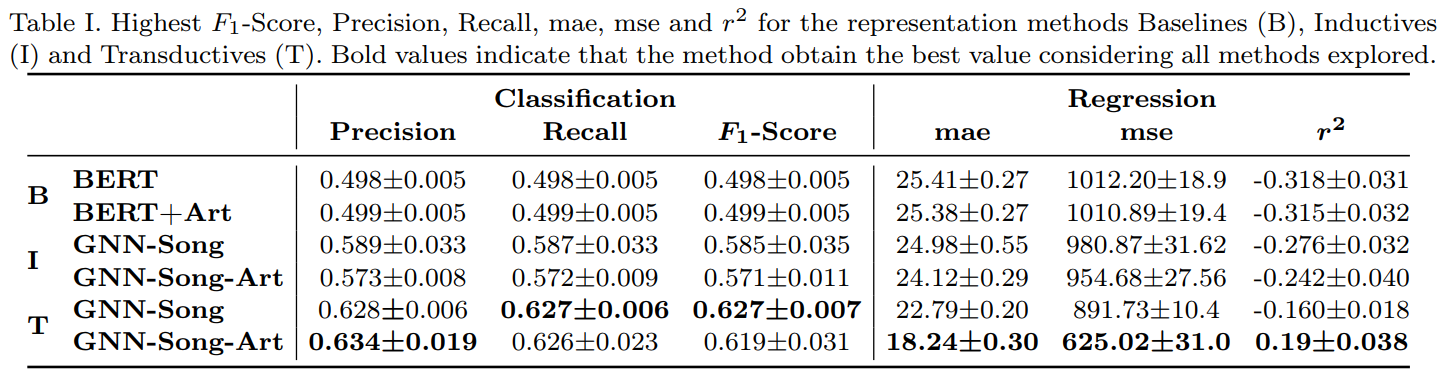 Table I. Highest F1-Score, Precision, Recall, mae, mse and r2 for the representation methods Baselines (B), Inductives
(I) and Transductives (T). Bold values indicate that the method obtain the best value considering all methods explored.
Classification Regression
Precision Recall F1-Score mae mse r2
B BERT 0.498±0.005 0.498±0.005 0.498±0.005 25.41±0.27 1012.20±18.9 -0.318±0.031
BERT+Art 0.499±0.005 0.499±0.005 0.499±0.005 25.38±0.27 1010.89±19.4 -0.315±0.032
I GNN-Song 0.589±0.033 0.587±0.033 0.585±0.035 24.98±0.55 980.87±31.62 -0.276±0.032
GNN-Song-Art 0.573±0.008 0.572±0.009 0.571±0.011 24.12±0.29 954.68±27.56 -0.242±0.040
T GNN-Song 0.628±0.006 0.627±0.006 0.627±0.007 22.79±0.20 891.73±10.4 -0.160±0.018
GNN-Song-Art 0.634±0.019 0.626±0.023 0.619±0.031 18.24±0.30 625.02±31.0 0.19±0.038